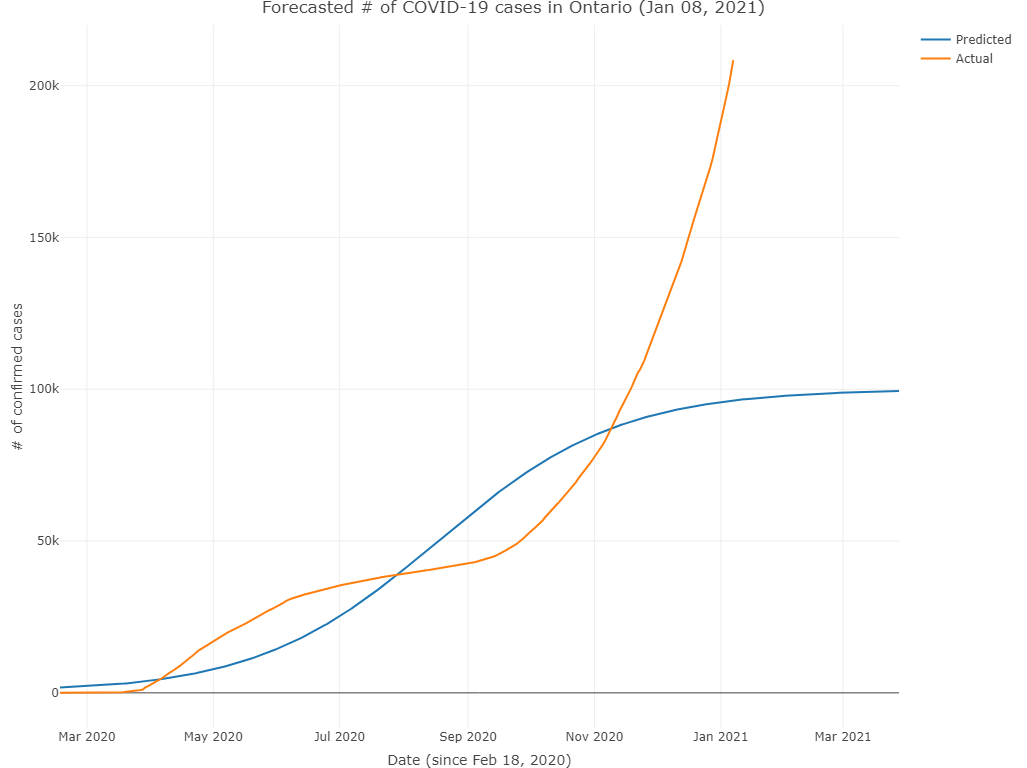 Forecasted # of COVID-19 cases in Ontario (Jan 08, 2021)
Predicted
Actual
200k
150k
100k
50k
0
# of confirmed cases
Mar 2020
May 2020
Jul 2020
Sep 2020
Nov 2020
Jan 2021
Mar 2021
Date (since Feb 18, 2020)